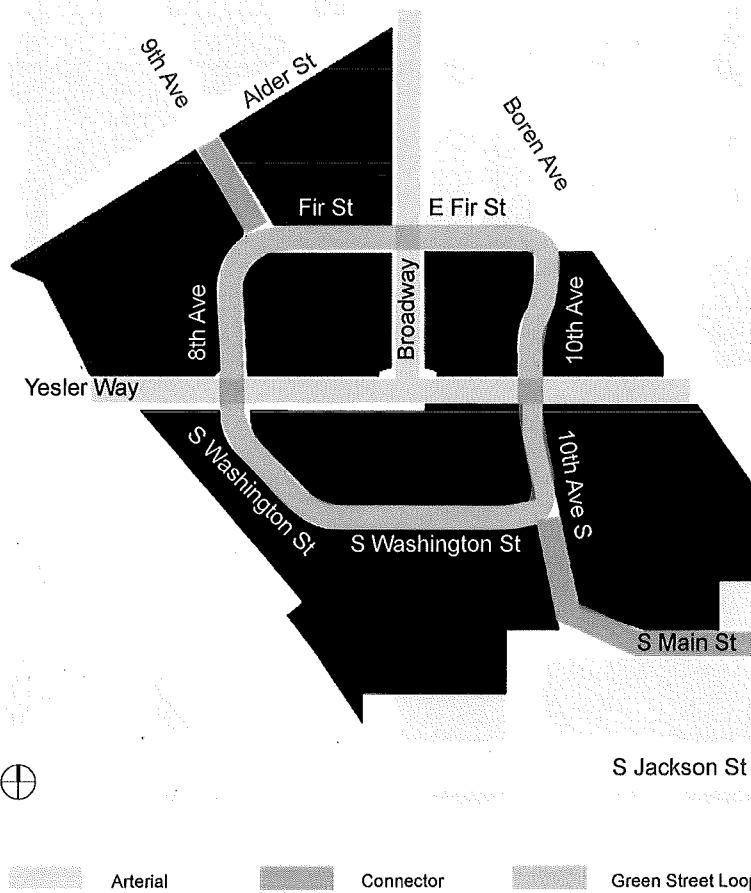 9th Ave
Alder St
Boren Ave
Fir St
E Fir St
8th Ave
Broadway
10th Ave
Yesler Way
S Washington St
10th Ave S
S Washington St
S Main St
S Jackson St
Arterial
Connector
Green Street Loop